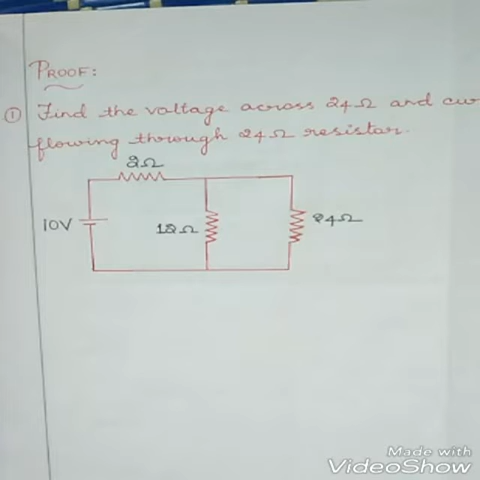 PROOF:
① Find the voltage across 24Ω and
flowing through 24Ω resistor.
2Ω
10V
12Ω
24Ω
Made with
VideoShow